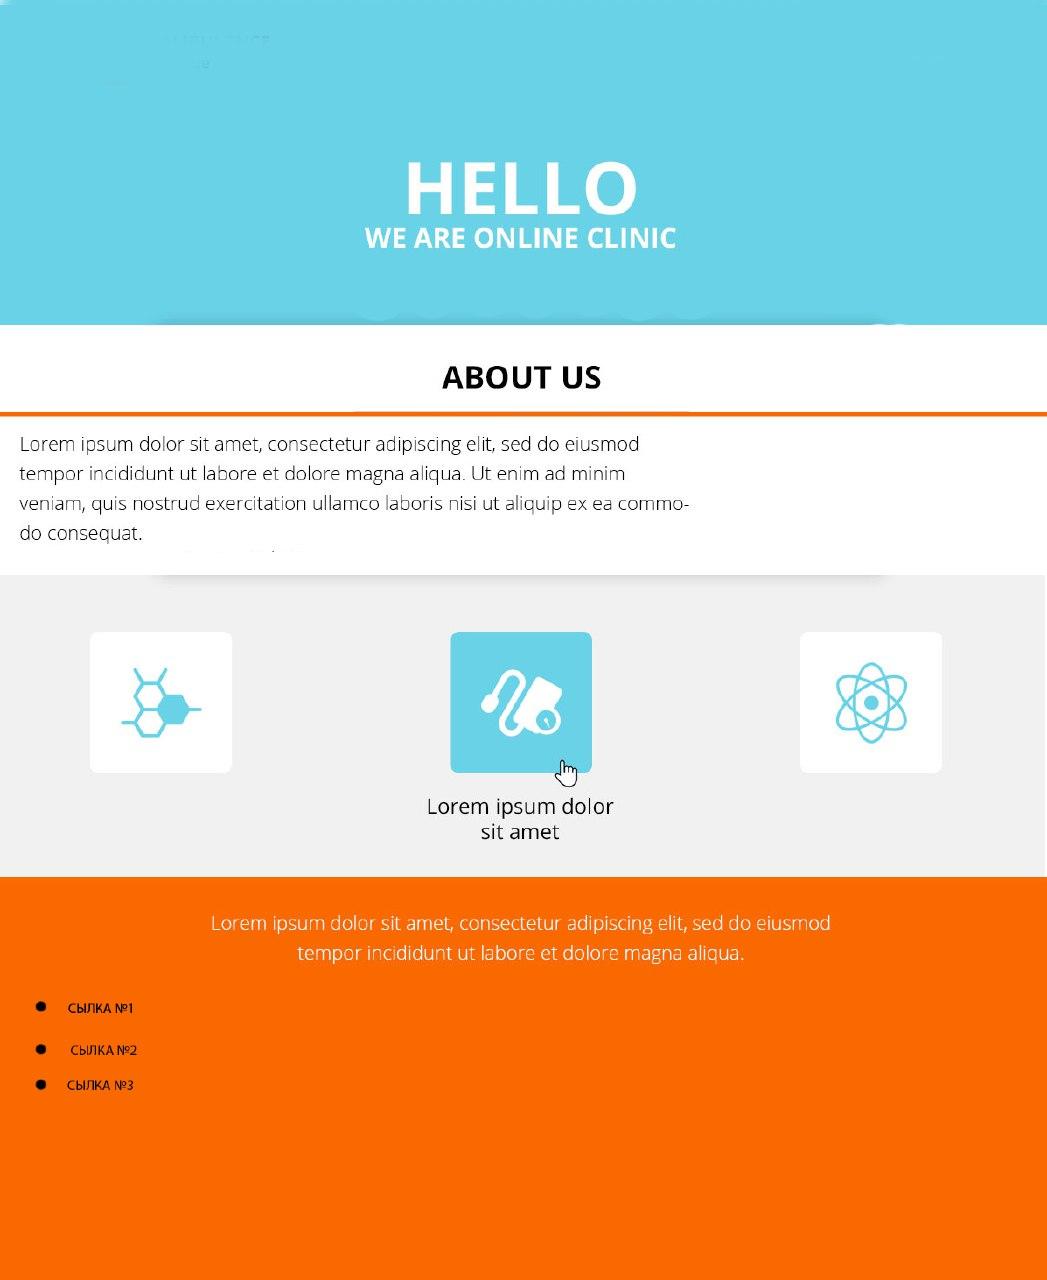 HELLO
WE ARE ONLINE CLINIC
ABOUT US
Lorem ipsum dolor sit amet, consectetur adipiscing elit, sed do eiusmod
tempor incididunt ut labore et dolore magna aliqua. Ut enim ad minim
veniam, quis nostrud exercitation ullamco laboris nisi ut aliquip ex ea commo-
do consequat.
Lorem ipsum dolor
sit amet
Lorem ipsum dolor sit amet, consectetur adipiscing elit, sed do eiusmod
tempor incididunt ut labore et dolore magna aliqua.
СЫЛКА №1
СЫЛКА №2
СЫЛКА №3